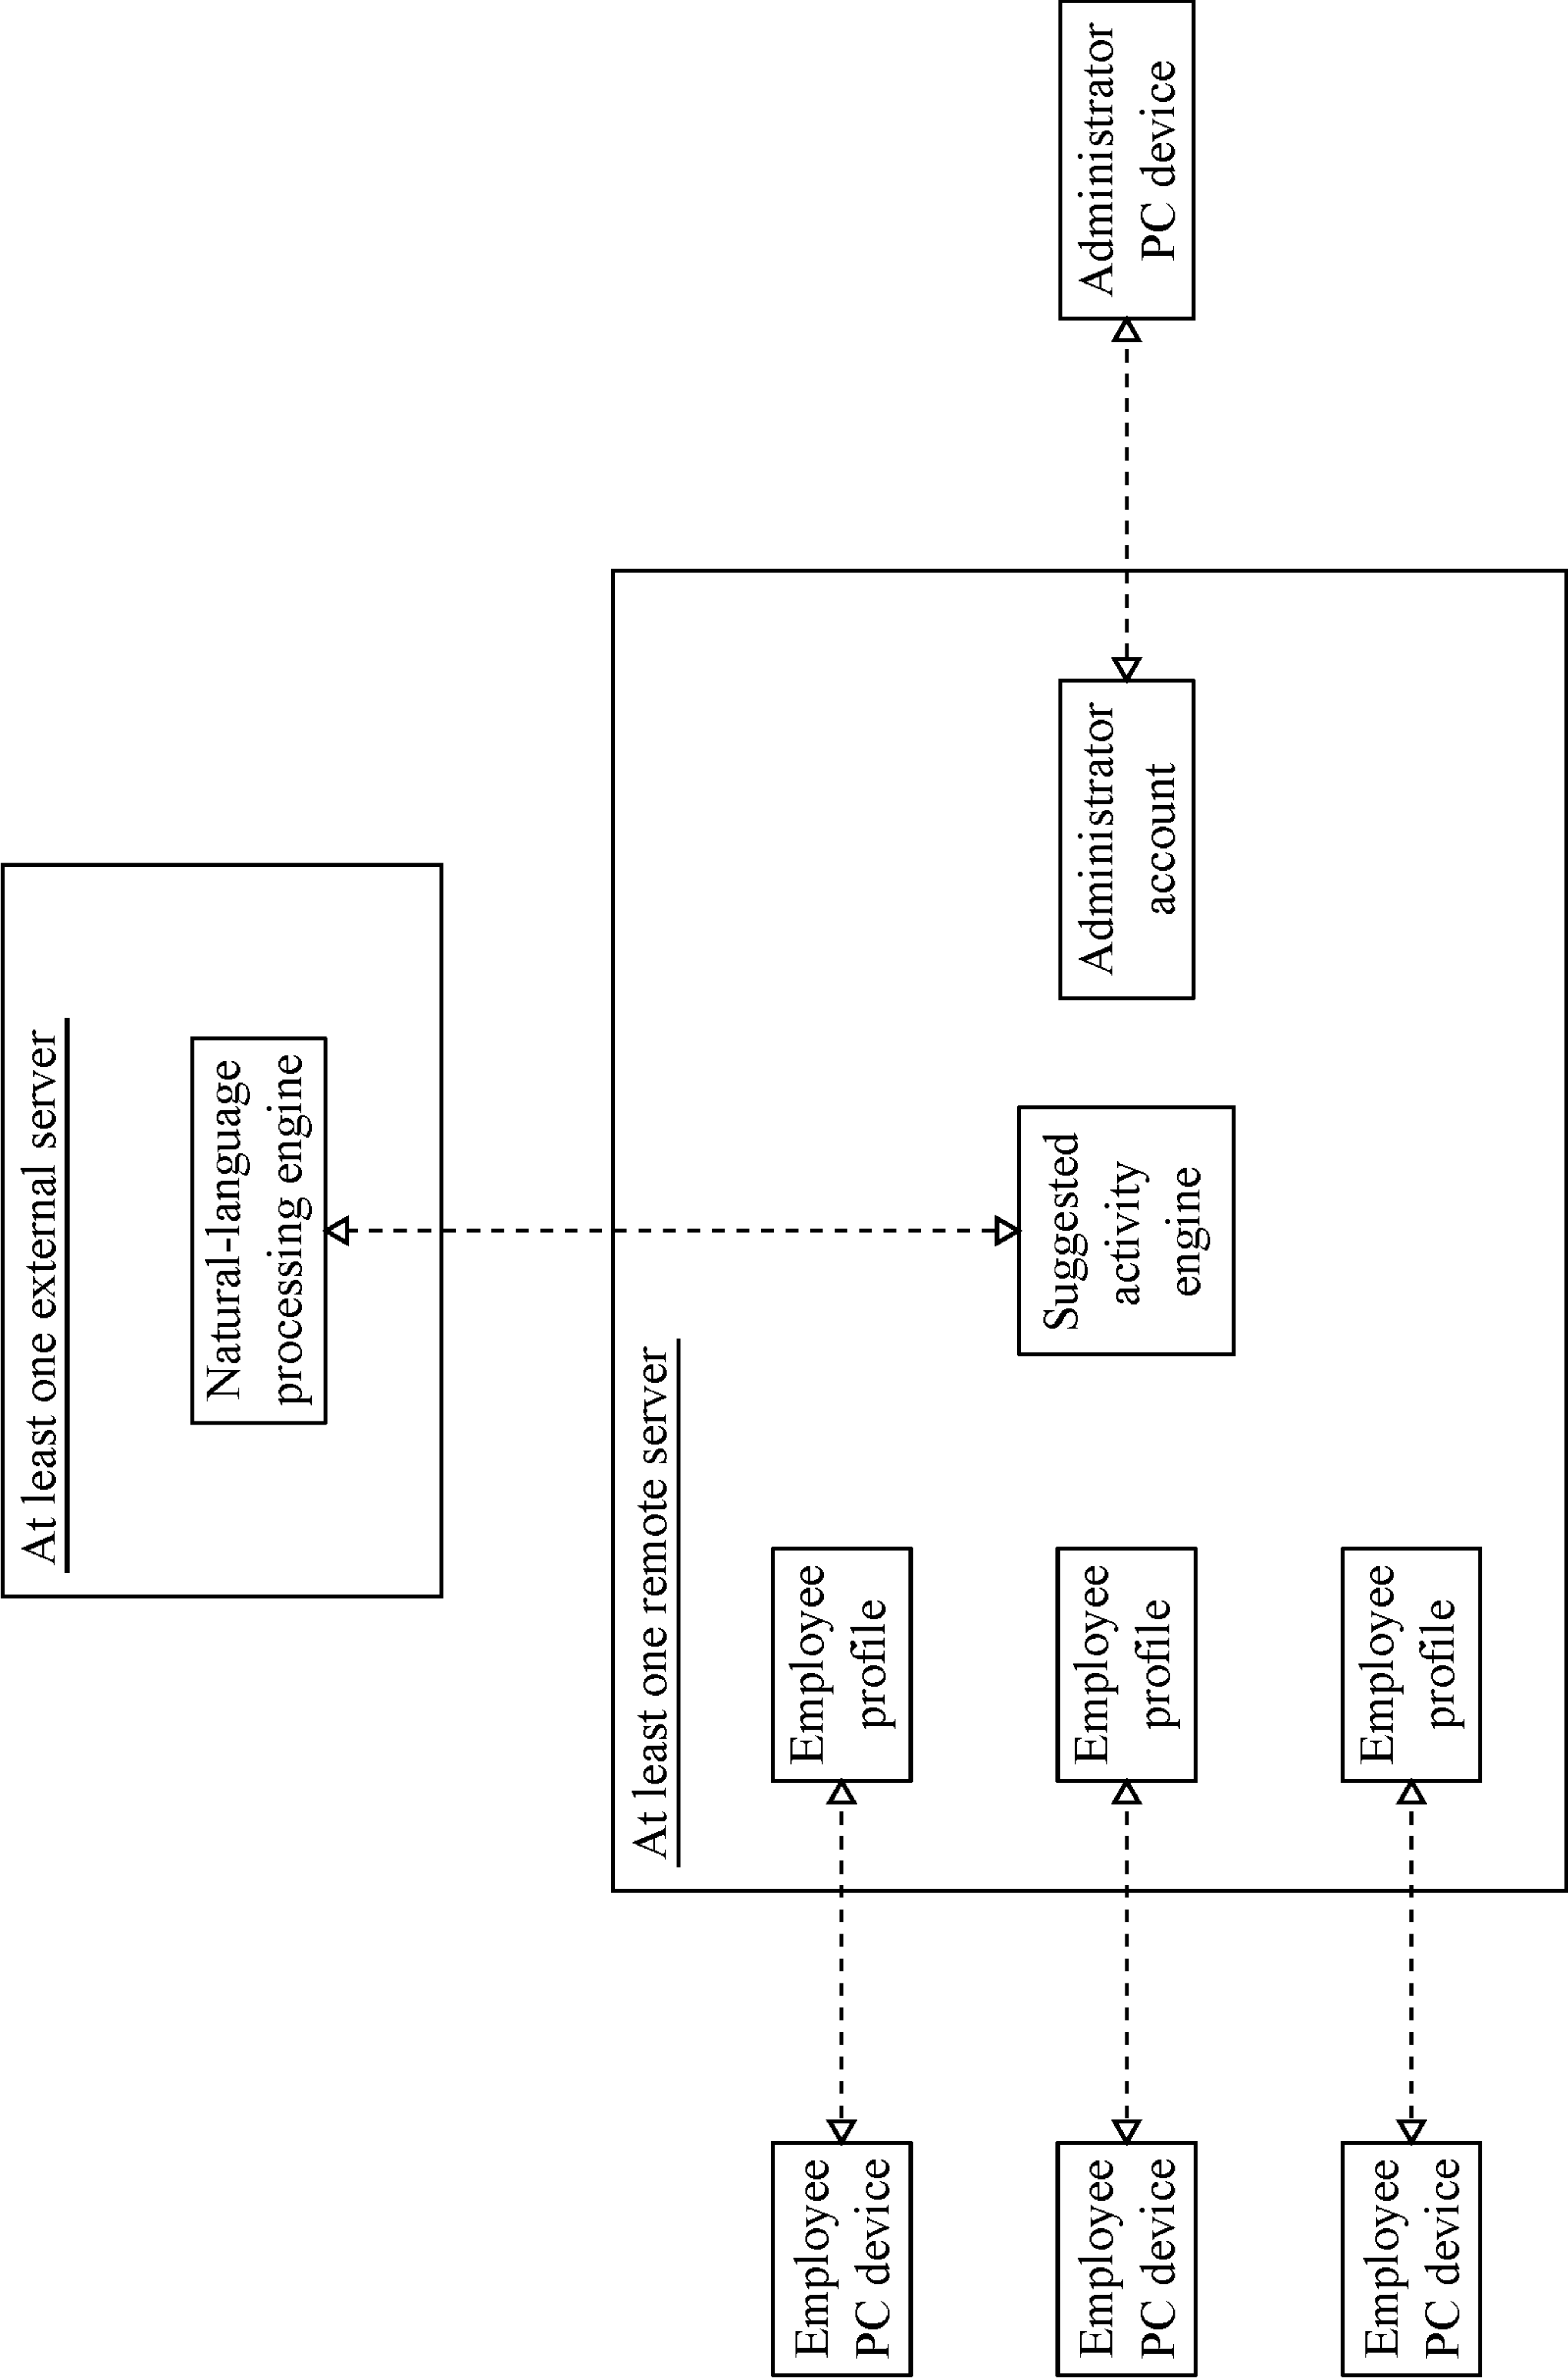 At least one external server
Natural-language
processing engine
At least one remote server
Employee
PC device
Employee
profile
Employee
PC device
Employee
profile
Suggested
activity
engine
Administrator
account
Administrator
PC device
Employee
PC device
Employee
profile